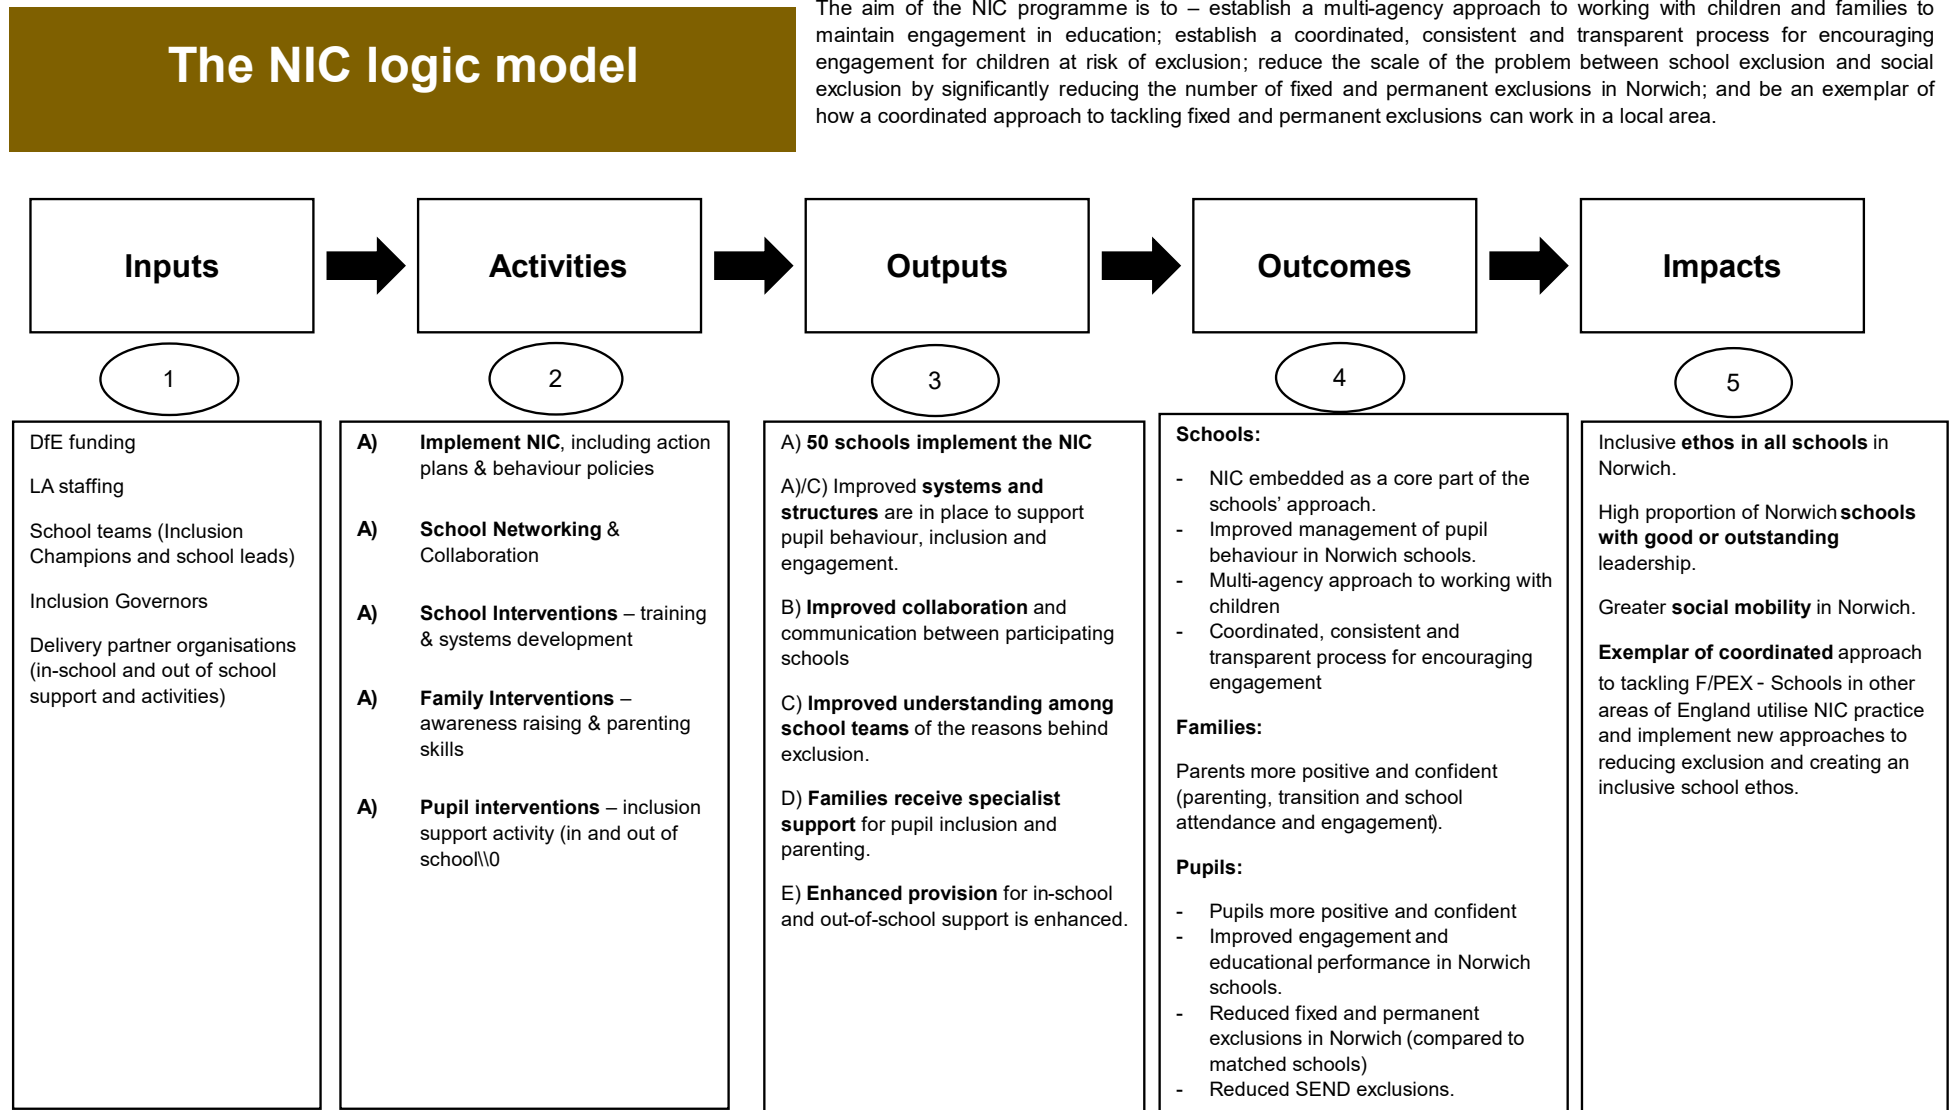 The NIC logic model
The aim of the NIC programme is to – establish a multi-agency approach to working with children and families to
maintain engagement in education; establish a coordinated, consistent and transparent process for encouraging
engagement for children at risk of exclusion; reduce the scale of the problem between school exclusion and social
exclusion by significantly reducing the number of fixed and permanent exclusions in Norwich; and be an exemplar of
how a coordinated approach to tackling fixed and permanent exclusions can work in a local area.
Inputs
Activities
Outputs
Outcomes
Impacts
1
2
3
4
5
DfE funding
LA staffing
School teams (Inclusion
Champions and school leads)
Inclusion Governors
Delivery partner organisations
(in-school and out of school
support and activities)
A) Implement NIC, including action
plans & behaviour policies
A) School Networking &
Collaboration
A) School Interventions – training
& systems development
A) Family Interventions –
awareness raising & parenting
skills
A) Pupil interventions – inclusion
support activity (in and out of
school\\0
A) 50 schools implement the NIC
A)/C) Improved systems and
structures are in place to support
pupil behaviour, inclusion and
engagement.
B) Improved collaboration and
communication between participating
schools
C) Improved understanding among
school teams of the reasons behind
exclusion.
D) Families receive specialist
support for pupil inclusion and
parenting.
E) Enhanced provision for in-school
and out-of-school support is enhanced.
Schools:
- NIC embedded as a core part of the
schools’ approach.
- Improved management of pupil
behaviour in Norwich schools.
- Multi-agency approach to working with
children
- Coordinated, consistent and
transparent process for encouraging
engagement
Families:
Parents more positive and confident
(parenting, transition and school
attendance and engagement).
Pupils:
- Pupils more positive and confident
- Improved engagement and
educational performance in Norwich
schools.
- Reduced fixed and permanent
exclusions in Norwich (compared to
matched schools)
- Reduced SEND exclusions.
Inclusive ethos in all schools in
Norwich.
High proportion of Norwich schools
with good or outstanding
leadership.
Greater social mobility in Norwich.
Exemplar of coordinated approach
to tackling F/PEX - Schools in other
areas of England utilise NIC practice
and implement new approaches to
reducing exclusion and creating an
inclusive school ethos.